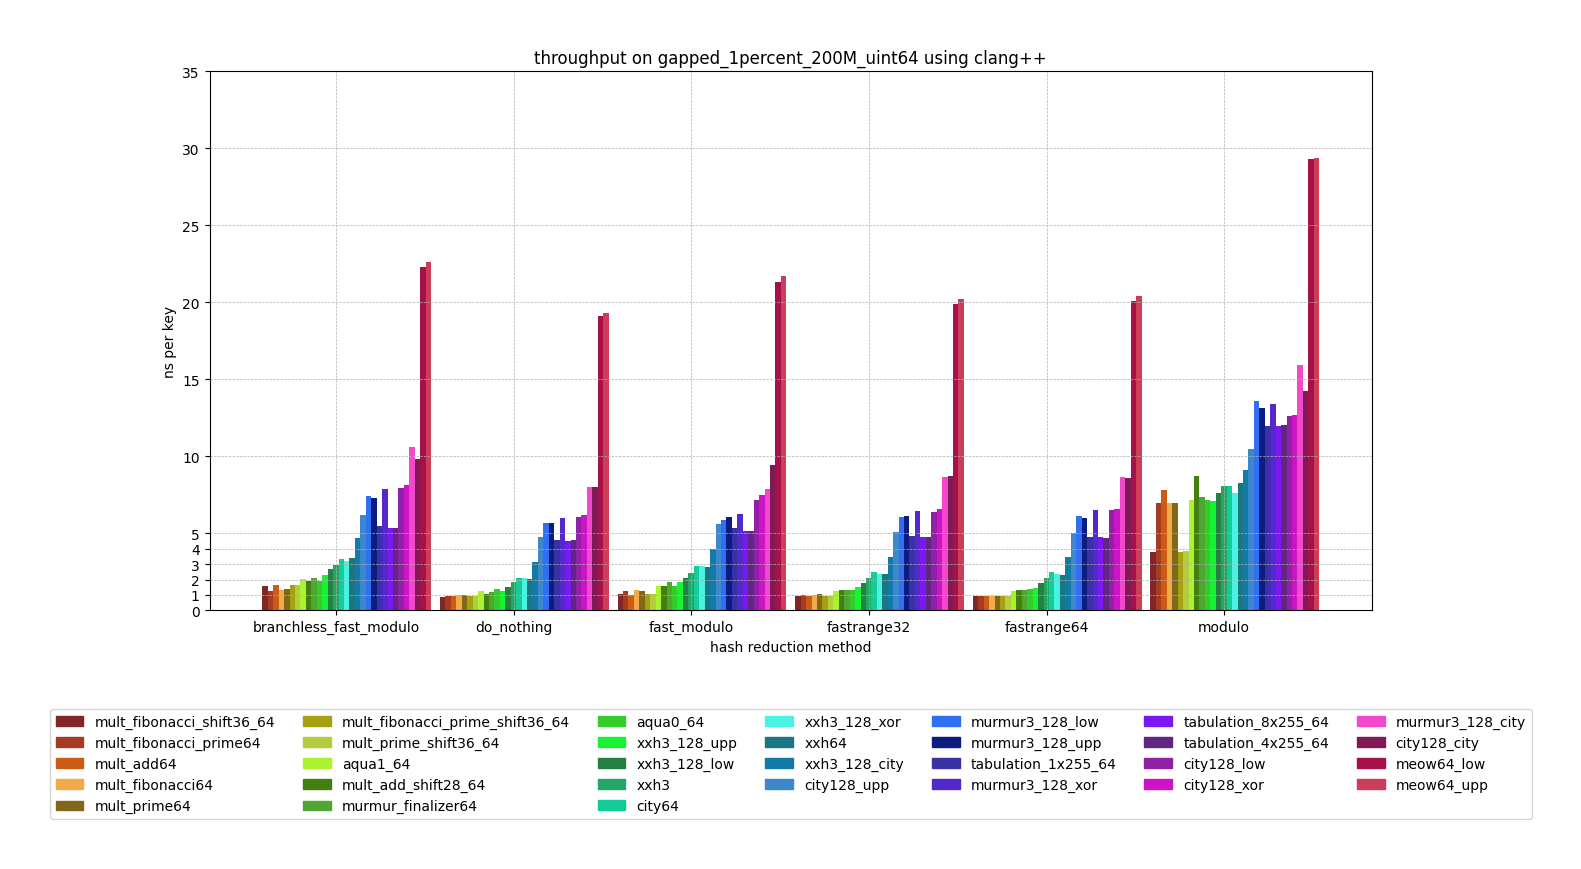 throughput on gapped_1percent_200M_uint64 using clang++
35
30
25
20
15
10
5
4
3
2
1
0
ns per key
branchless_fast_modulo do_nothing fast_modulo fastrange32 fastrange64 modulo
hash reduction method
mult_fibonacci_shift36_64 mult_fibonacci_prime_shift36_64 aqua0_64 xxh3_128_xor murmur3_128_low tabulation_8x255_64 murmur3_128_city
mult_fibonacci_prime64 mult_prime_shift36_64 xxh3_128_upp xxh64 murmur3_128_upp tabulation_4x255_64 city128_city
mult_add64 aqua1_64 xxh3_128_low xxh3_128_city tabulation_1x255_64 city128_low meow64_low
mult_fibonacci64 mult_add_shift28_64 xxh3 city128_upp murmur3_128_xor city128_xor meow64_upp
mult_prime64 murmur_finalizer64 city64